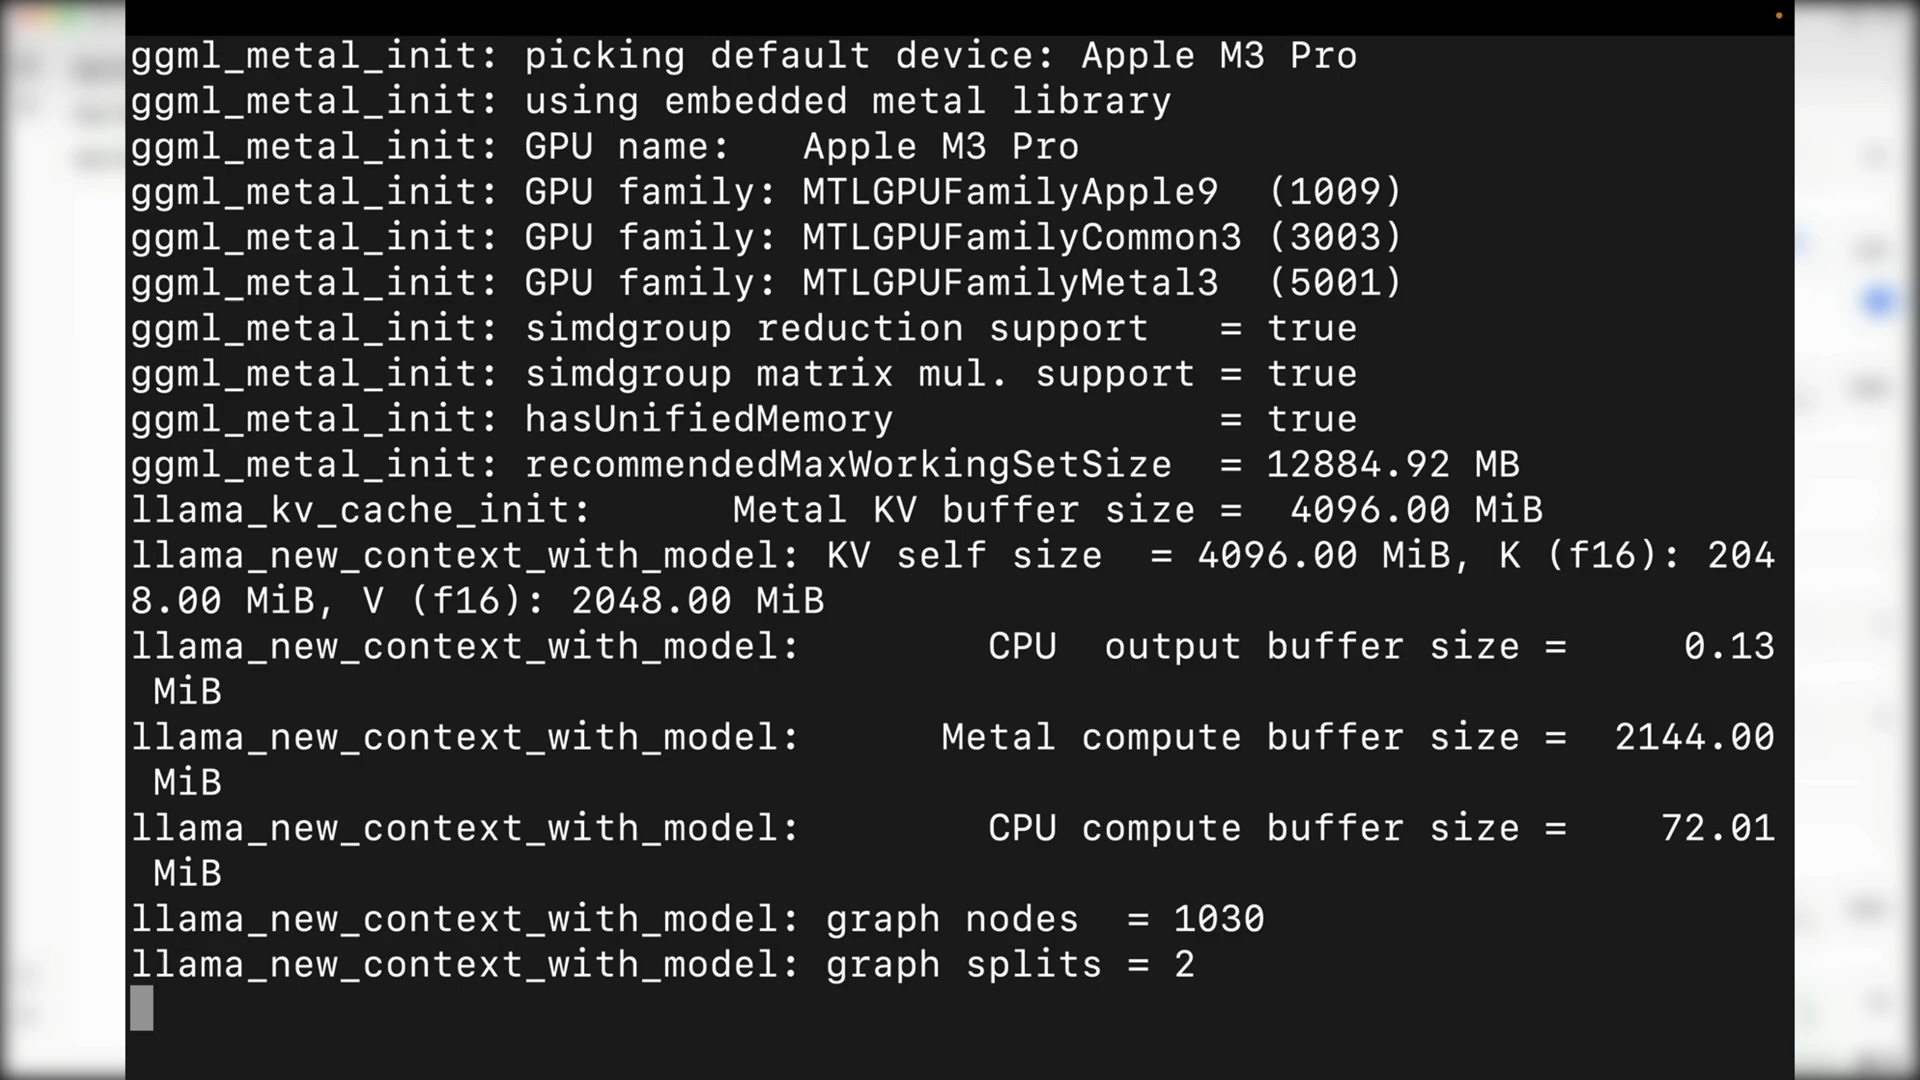 ggml_metal_init: picking default device: Apple M3 Pro
ggml_metal_init: using embedded metal library
ggml_metal_init: GPU name:   Apple M3 Pro
ggml_metal_init: GPU family: MTLGPUFamilyApple9  (1009)
ggml_metal_init: GPU family: MTLGPUFamilyCommon3 (3003)
ggml_metal_init: GPU family: MTLGPUFamilyMetal3  (5001)
ggml_metal_init: simdgroup reduction support   = true
ggml_metal_init: simdgroup matrix mul. support = true
ggml_metal_init: hasUnifiedMemory              = true
ggml_metal_init: recommendedMaxWorkingSetSize  = 12884.92 MB
llama_kv_cache_init:      Metal KV buffer size =  4096.00 MiB
llama_new_context_with_model: KV self size  = 4096.00 MiB, K (f16): 204
8.00 MiB, V (f16): 2048.00 MiB
llama_new_context_with_model:        CPU  output buffer size =     0.13
 MiB
llama_new_context_with_model:      Metal compute buffer size =  2144.00
 MiB
llama_new_context_with_model:        CPU compute buffer size =    72.01
 MiB
llama_new_context_with_model: graph nodes  = 1030
llama_new_context_with_model: graph splits = 2